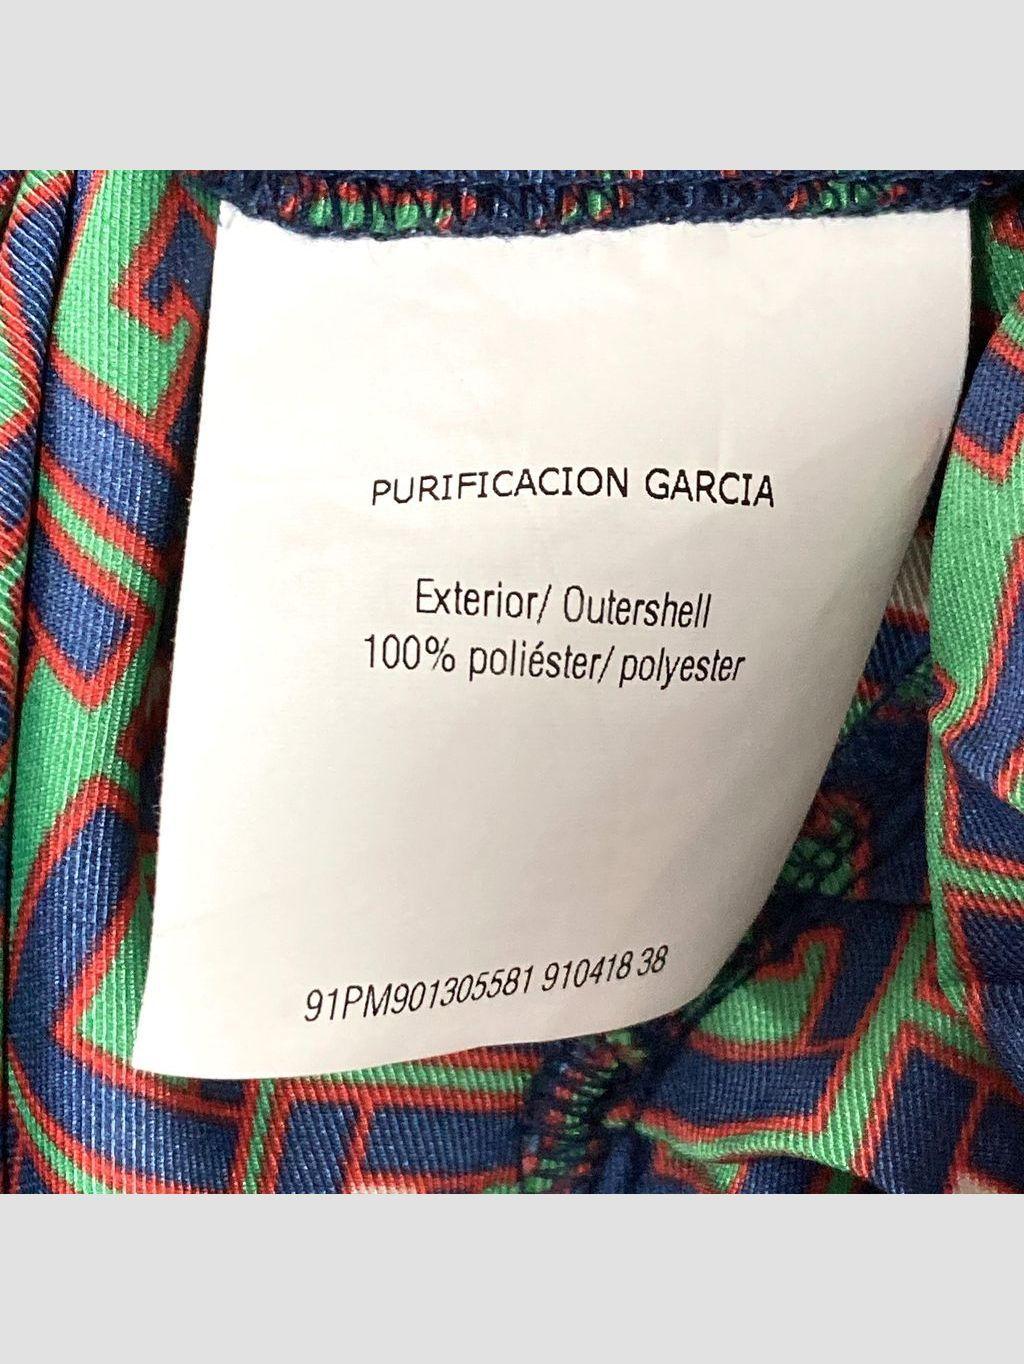 PURIFICACION GARCIA
Exterior/ Outershell
100% poliéster/ polyester
91PM901305581 910418 38